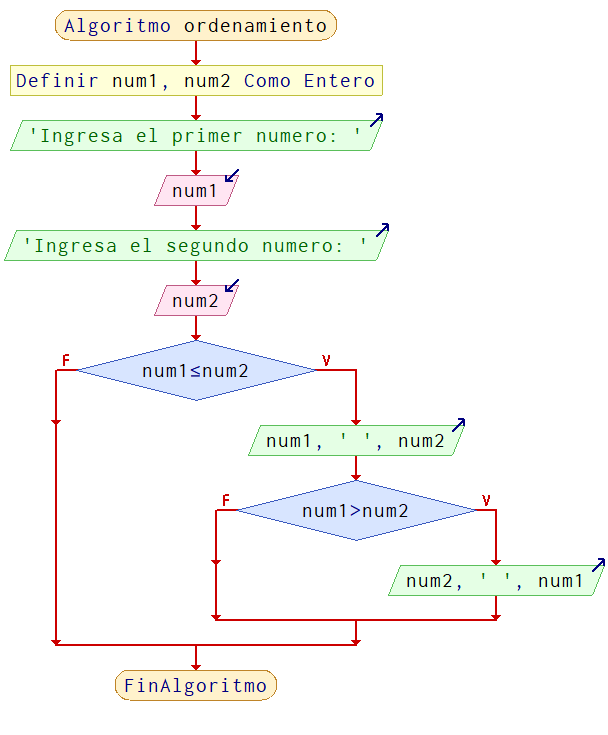 Algoritmo ordenamiento
Definir num1, num2 Como Entero
'Ingresa el primer numero: '
num1
'Ingresa el segundo numero: '
num2
F
V
num1≤num2
num1, ' ', num2
F
V
num1>num2
num2, ' ', num1
FinAlgoritmo